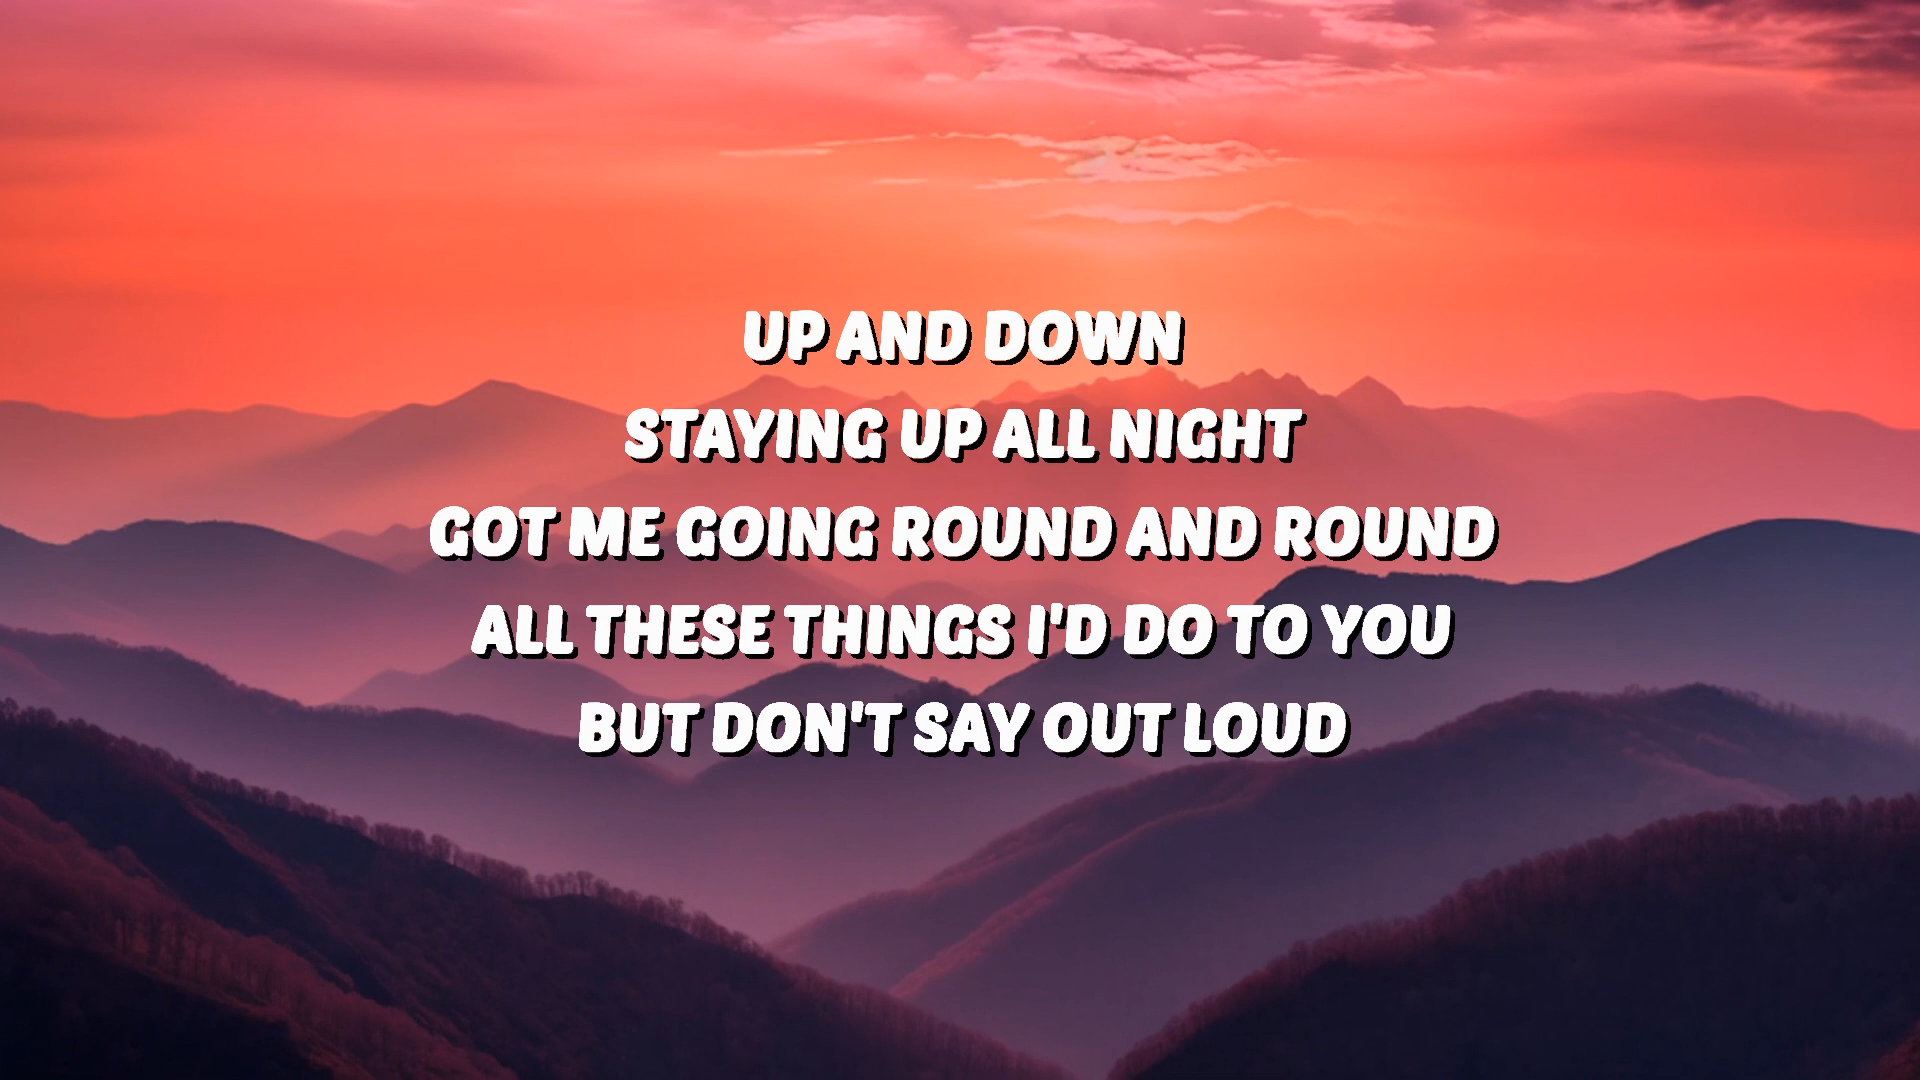 UP AND DOWN
STAYING UP ALL NIGHT
GOT ME GOING ROUND AND ROUND
ALL THESE THINGS I'D DO TO YOU
BUT DON'T SAY OUT LOUD